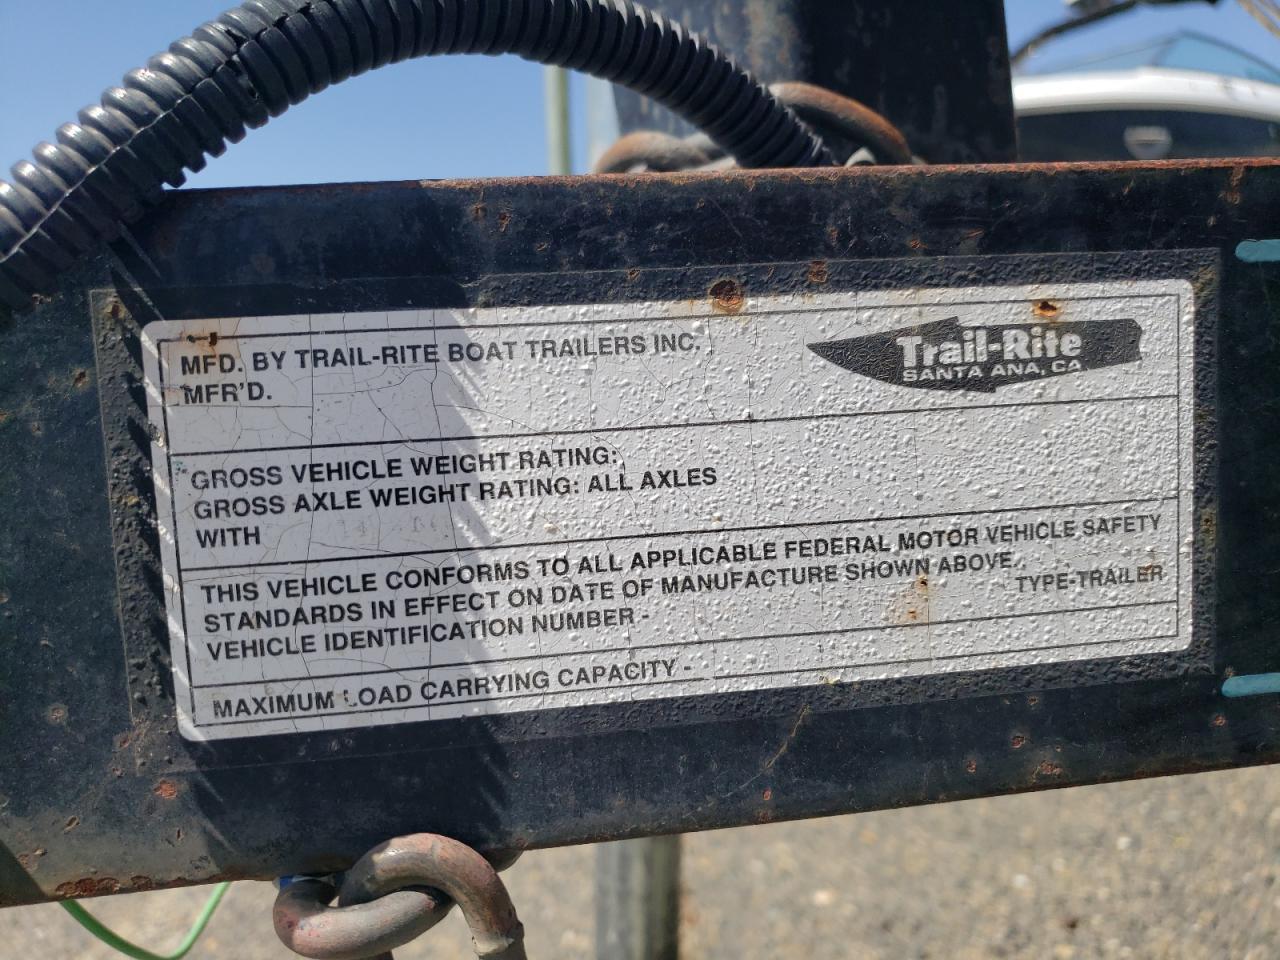 MFD. BY TRAIL-RITE BOAT TRAILERS INC.
MFR'D.
Trail-Rite
SANTA ANA, CA.
GROSS VEHICLE WEIGHT RATING:
GROSS AXLE WEIGHT RATING: ALL AXLES
WITH
THIS VEHICLE CONFORMS TO ALL APPLICABLE FEDERAL MOTOR VEHICLE SAFETY
STANDARDS IN EFFECT ON DATE OF MANUFACTURE SHOWN ABOVE.
TYPE-TRAILER
VEHICLE IDENTIFICATION NUMBER -
MAXIMUM LOAD CARRYING CAPACITY -